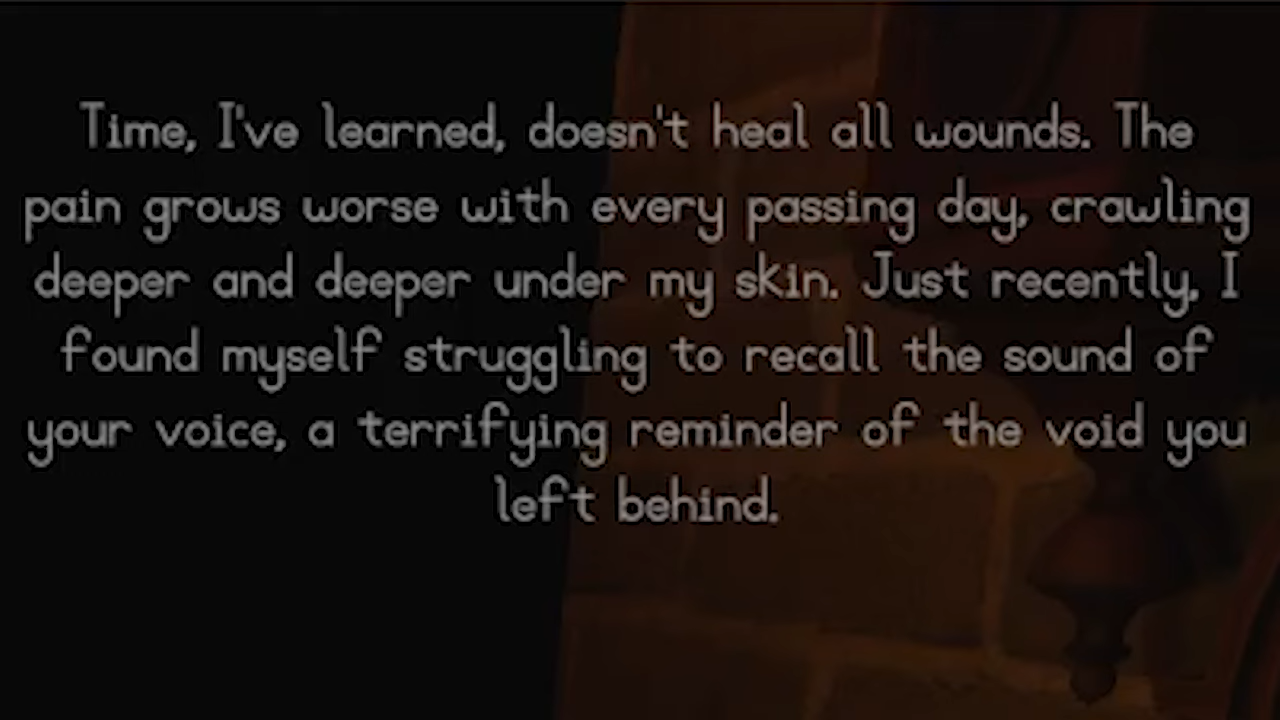 Time, I've learned, doesn't heal all wounds. The
pain grows worse with every passing day, crawling
deeper and deeper under my skin. Just recently, I
found myself struggling to recall the sound of
your voice, a terrifying reminder of the void you
left behind.